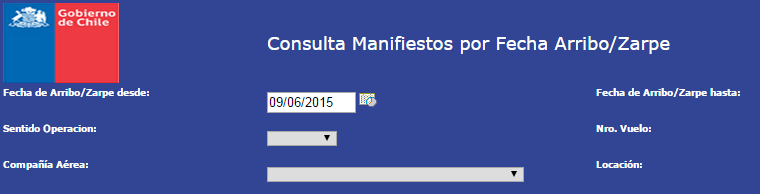 Gobierno
de Chile
Consulta Manifiestos por Fecha Arribo/Zarpe
Fecha de Arribo/Zarpe desde:
09/06/2015
Fecha de Arribo/Zarpe hasta:
Sentido Operacion:
Nro. Vuelo:
Compañía Aérea:
Locación: